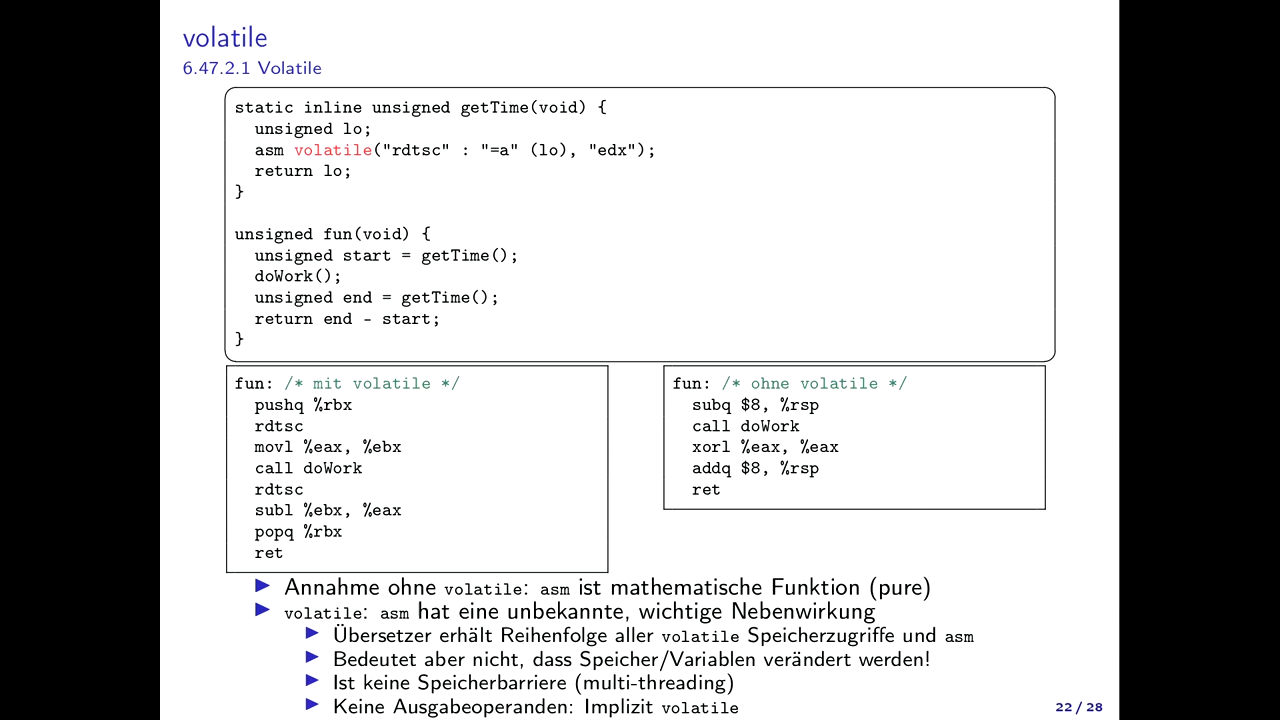 volatile
6.47.2.1 Volatile
static inline unsigned getTime(void) {
unsigned lo;
asm volatile("rdtsc" : "=a" (lo), "edx");
return lo;
}
unsigned fun(void) {
unsigned start = getTime();
doWork();
unsigned end = getTime();
return end - start;
}
fun: /* mit volatile */
pushq %rbx
rdtsc
movl %eax, %ebx
call doWork
rdtsc
subl %ebx, %eax
popq %rbx
ret
fun: /* ohne volatile */
subq $8, %rsp
call doWork
xorl %eax, %eax
addq $8, %rsp
ret
Annahme ohne volatile: asm ist mathematische Funktion (pure)
volatile: asm hat eine unbekannte, wichtige Nebenwirkung
Übersetzer erhält Reihenfolge aller volatile Speicherzugriffe und asm
Bedeutet aber nicht, dass Speicher/Variablen verändert werden!
Ist keine Speicherbarriere (multi-threading)
Keine Ausgabeoperanden: Implizit volatile
22 / 28